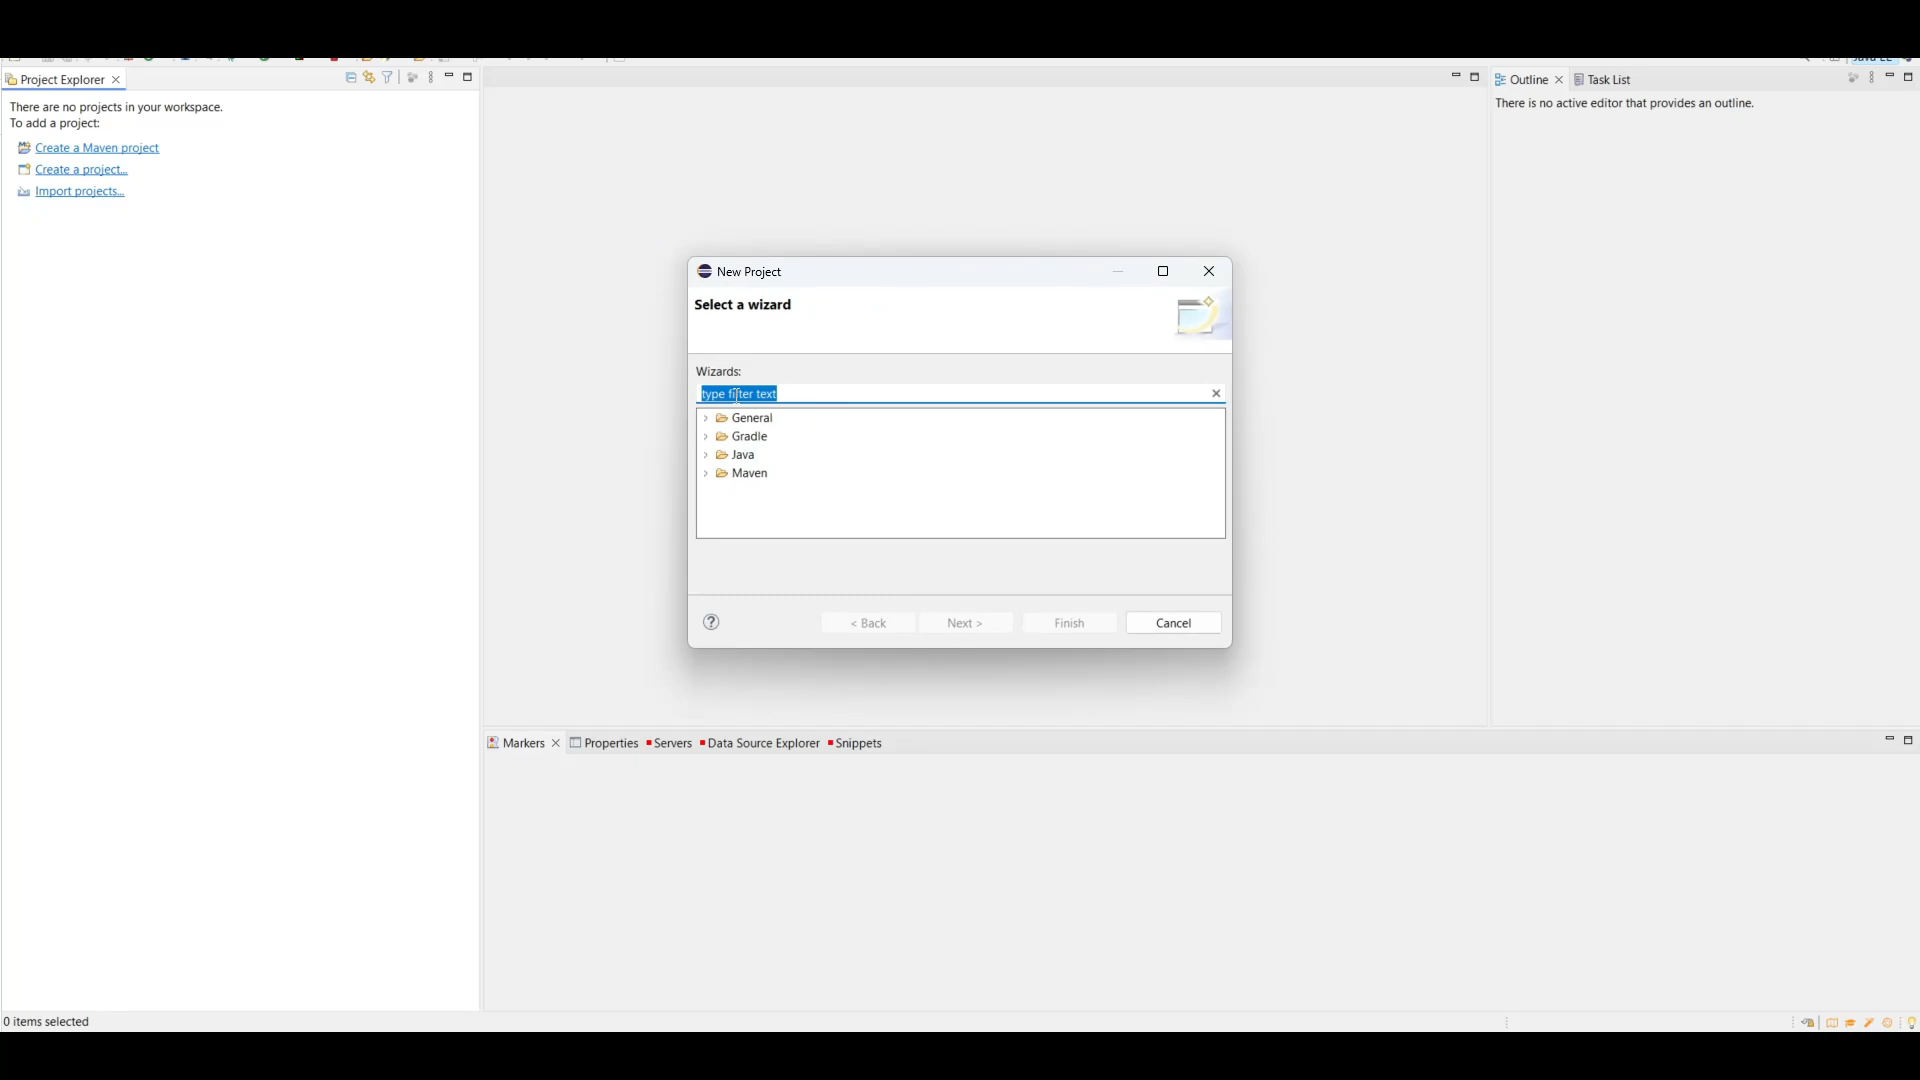 Project Explorer
There are no projects in your workspace.
To add a project:
Create a Maven project
Create a project...
Import projects...
Outline
Task List
There is no active editor that provides an outline.
New Project
Select a wizard
Wizards:
type filter text
General
Gradle
Java
Maven
< Back
Next >
Finish
Cancel
Markers
Properties
Servers
Data Source Explorer
Snippets
0 items selected